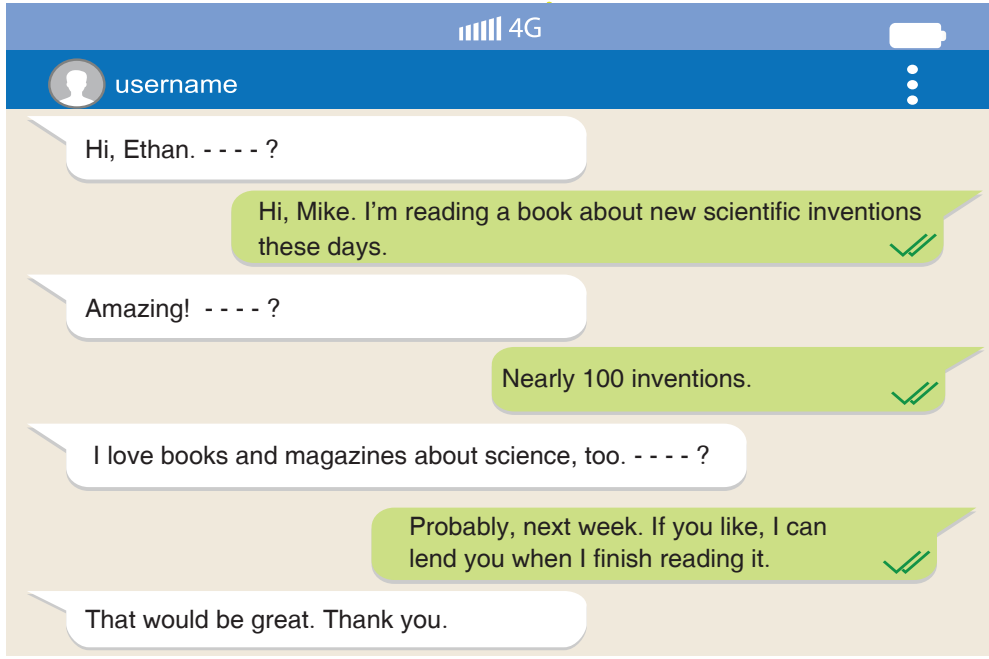 4G
username
Hi, Ethan. - - - - ?
Hi, Mike. I'm reading a book about new scientific inventions
these days.
Amazing!  - - - - ?
Nearly 100 inventions.
I love books and magazines about science, too. - - - - ?
Probably, next week. If you like, I can
lend you when I finish reading it.
That would be great. Thank you.